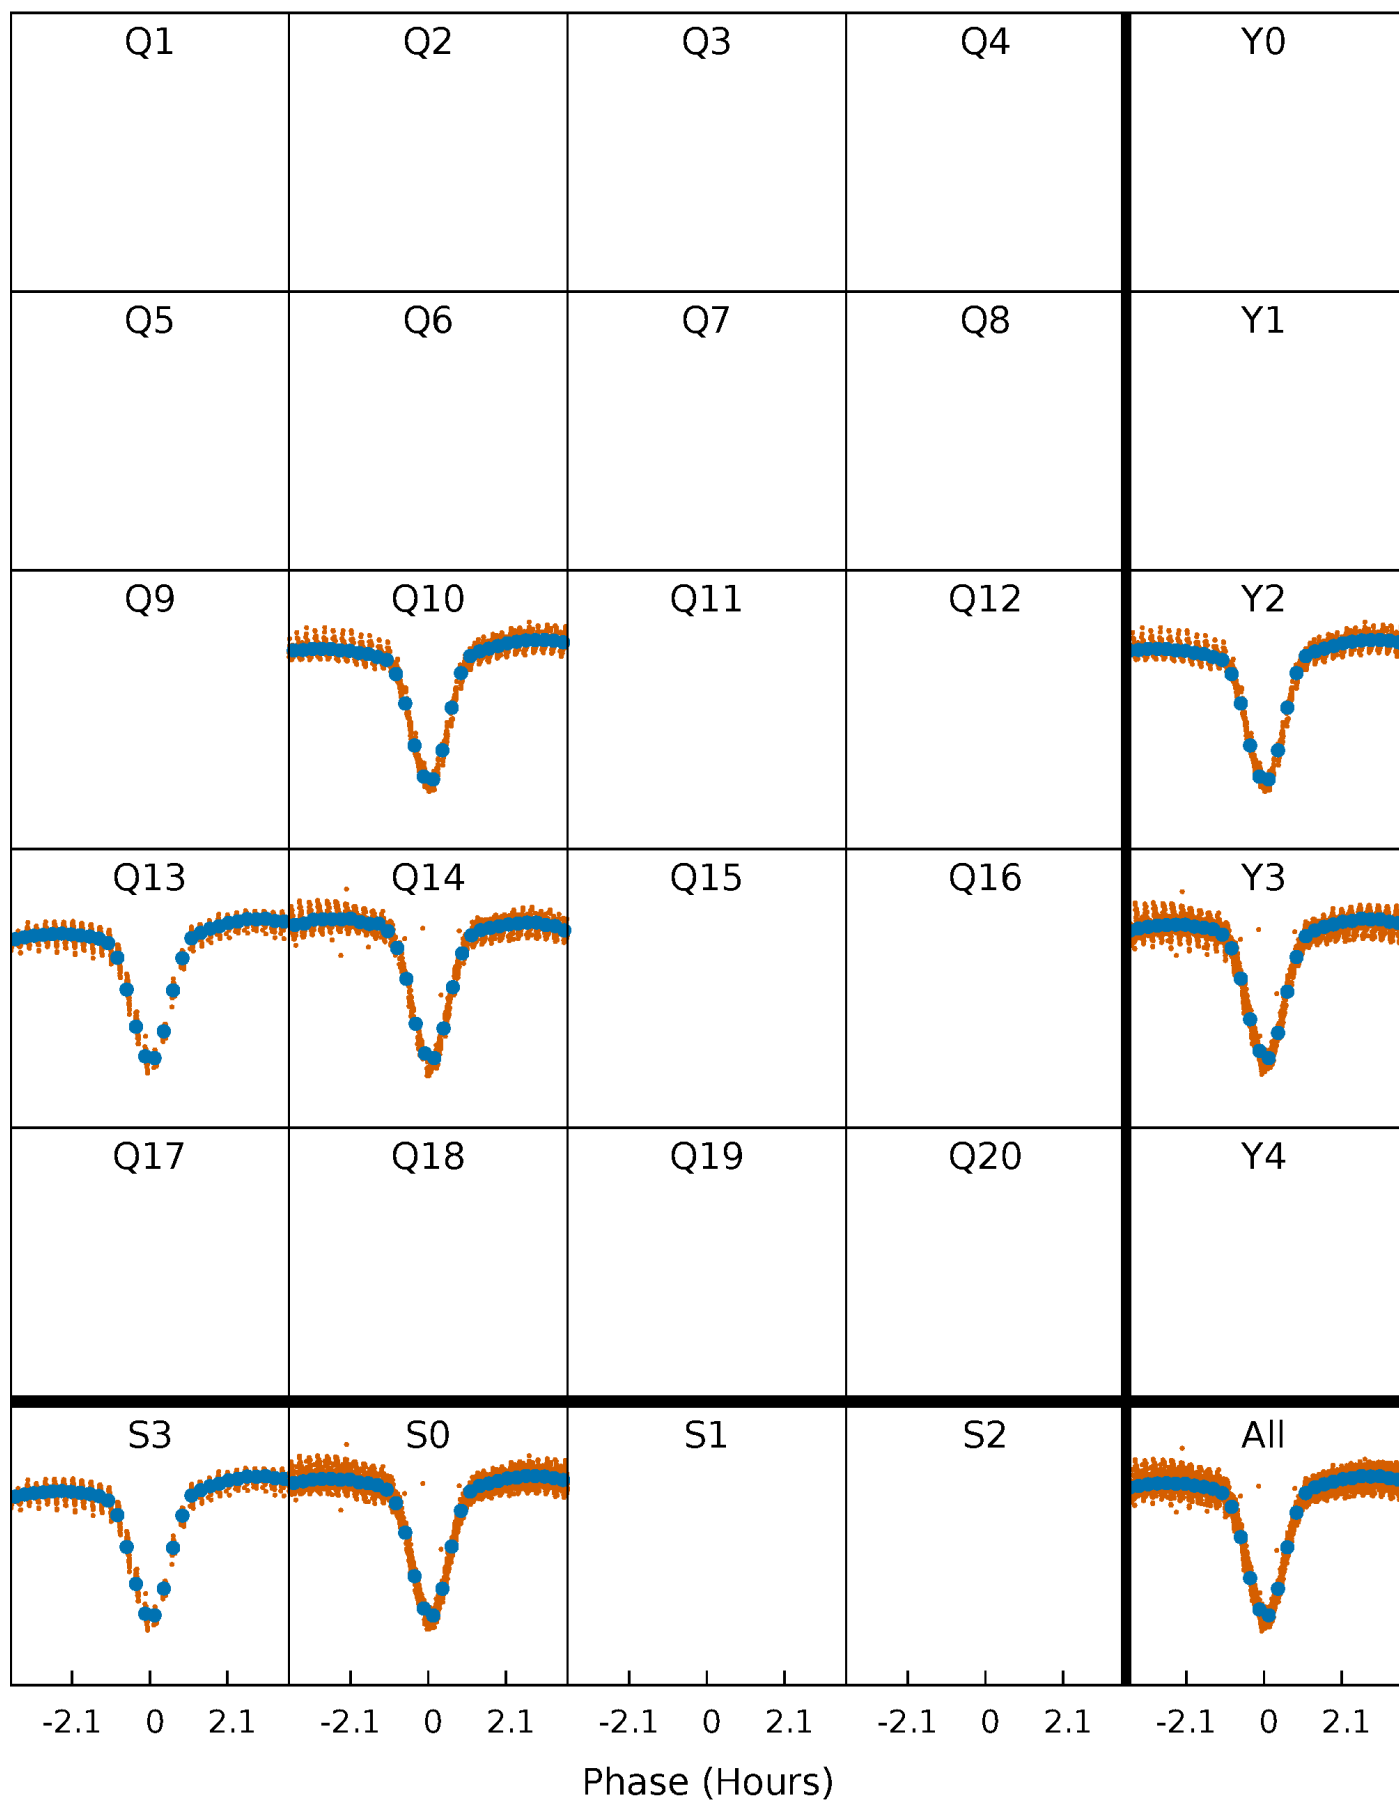 Q1 Q2 Q3 Q4 Y0
Q5 Q6 Q7 Q8 Y1
Q9 Q10 Q11 Q12 Y2
Q13 Q14 Q15 Q16 Y3
Q17 Q18 Q19 Q20 Y4
S3 S0 S1 S2 All
-2.1 0 2.1 -2.1 0 2.1 -2.1 0 2.1 -2.1 0 2.1 -2.1 0 2.1
Phase (Hours)